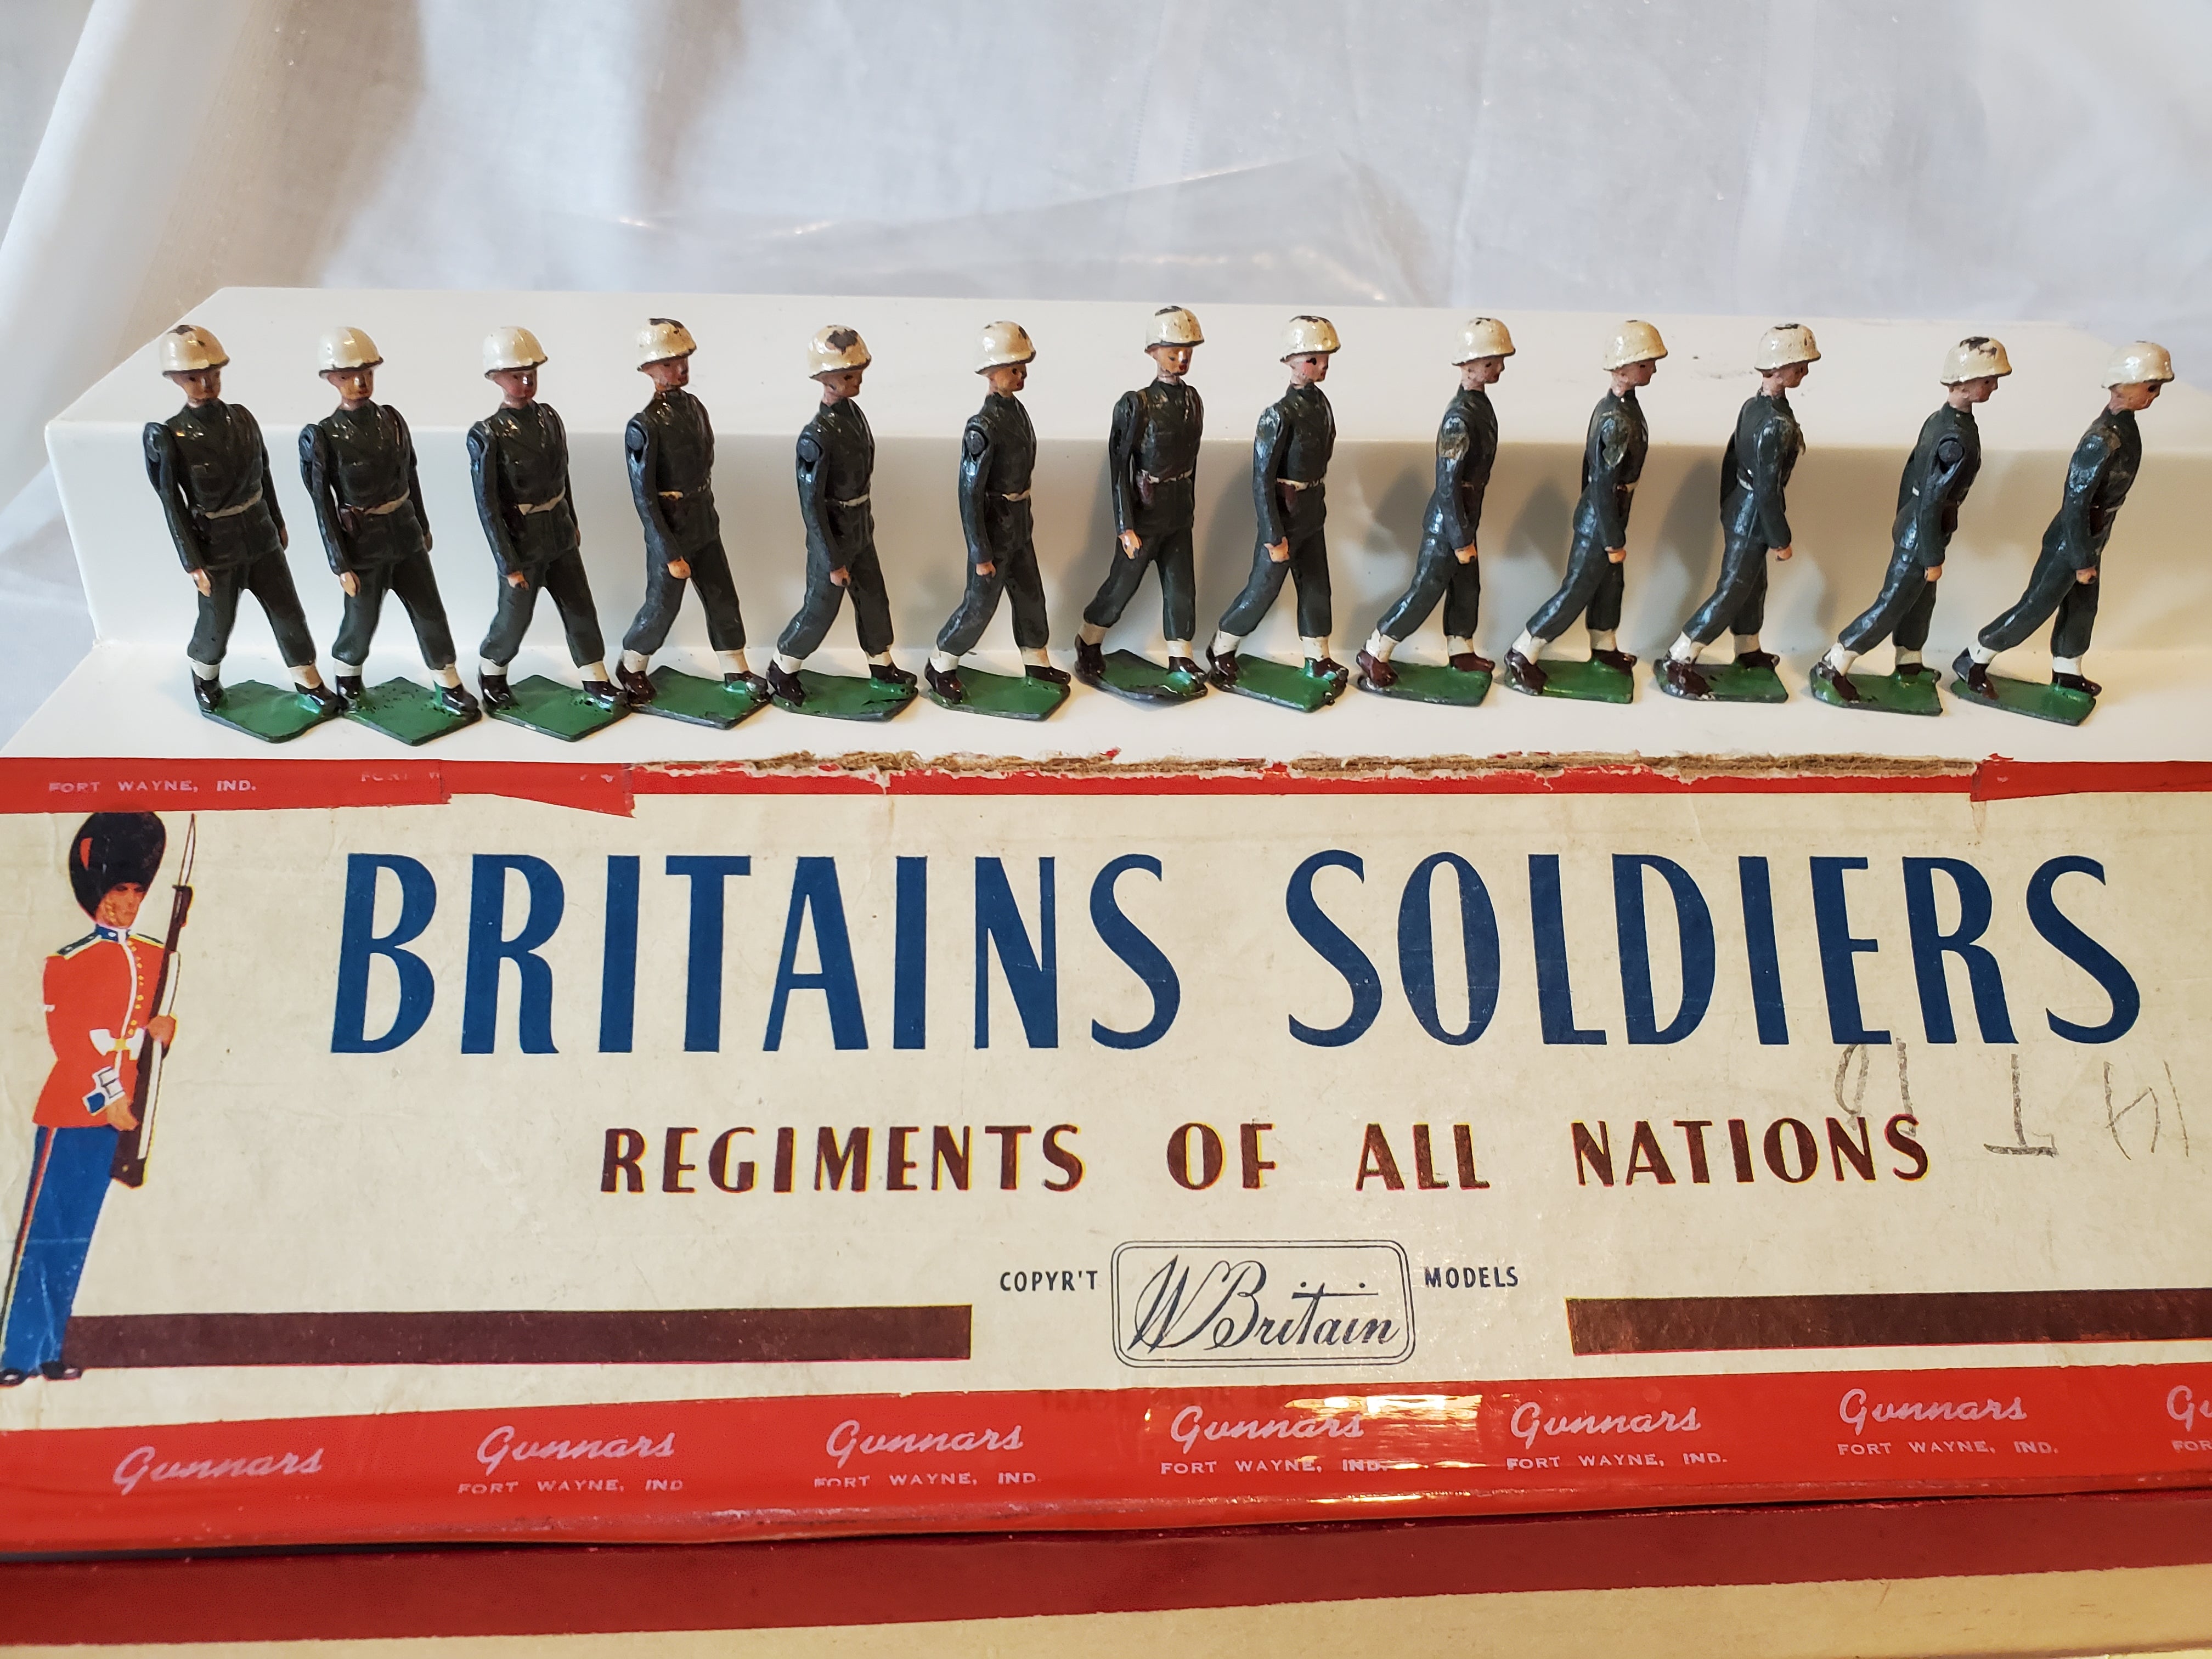 FORT WAYNE, IND.
BRITAINS SOLDIERS
REGIMENTS OF ALL NATIONS
COPYR'T W Britain MODELS
Gunnars Gunnars Gunnars Gunnars Gunnars Gunnars
FORT WAYNE, IND FORT WAYNE, IND. FORT WAYNE, IND. FORT WAYNE, IND. FORT WAYNE, IND.